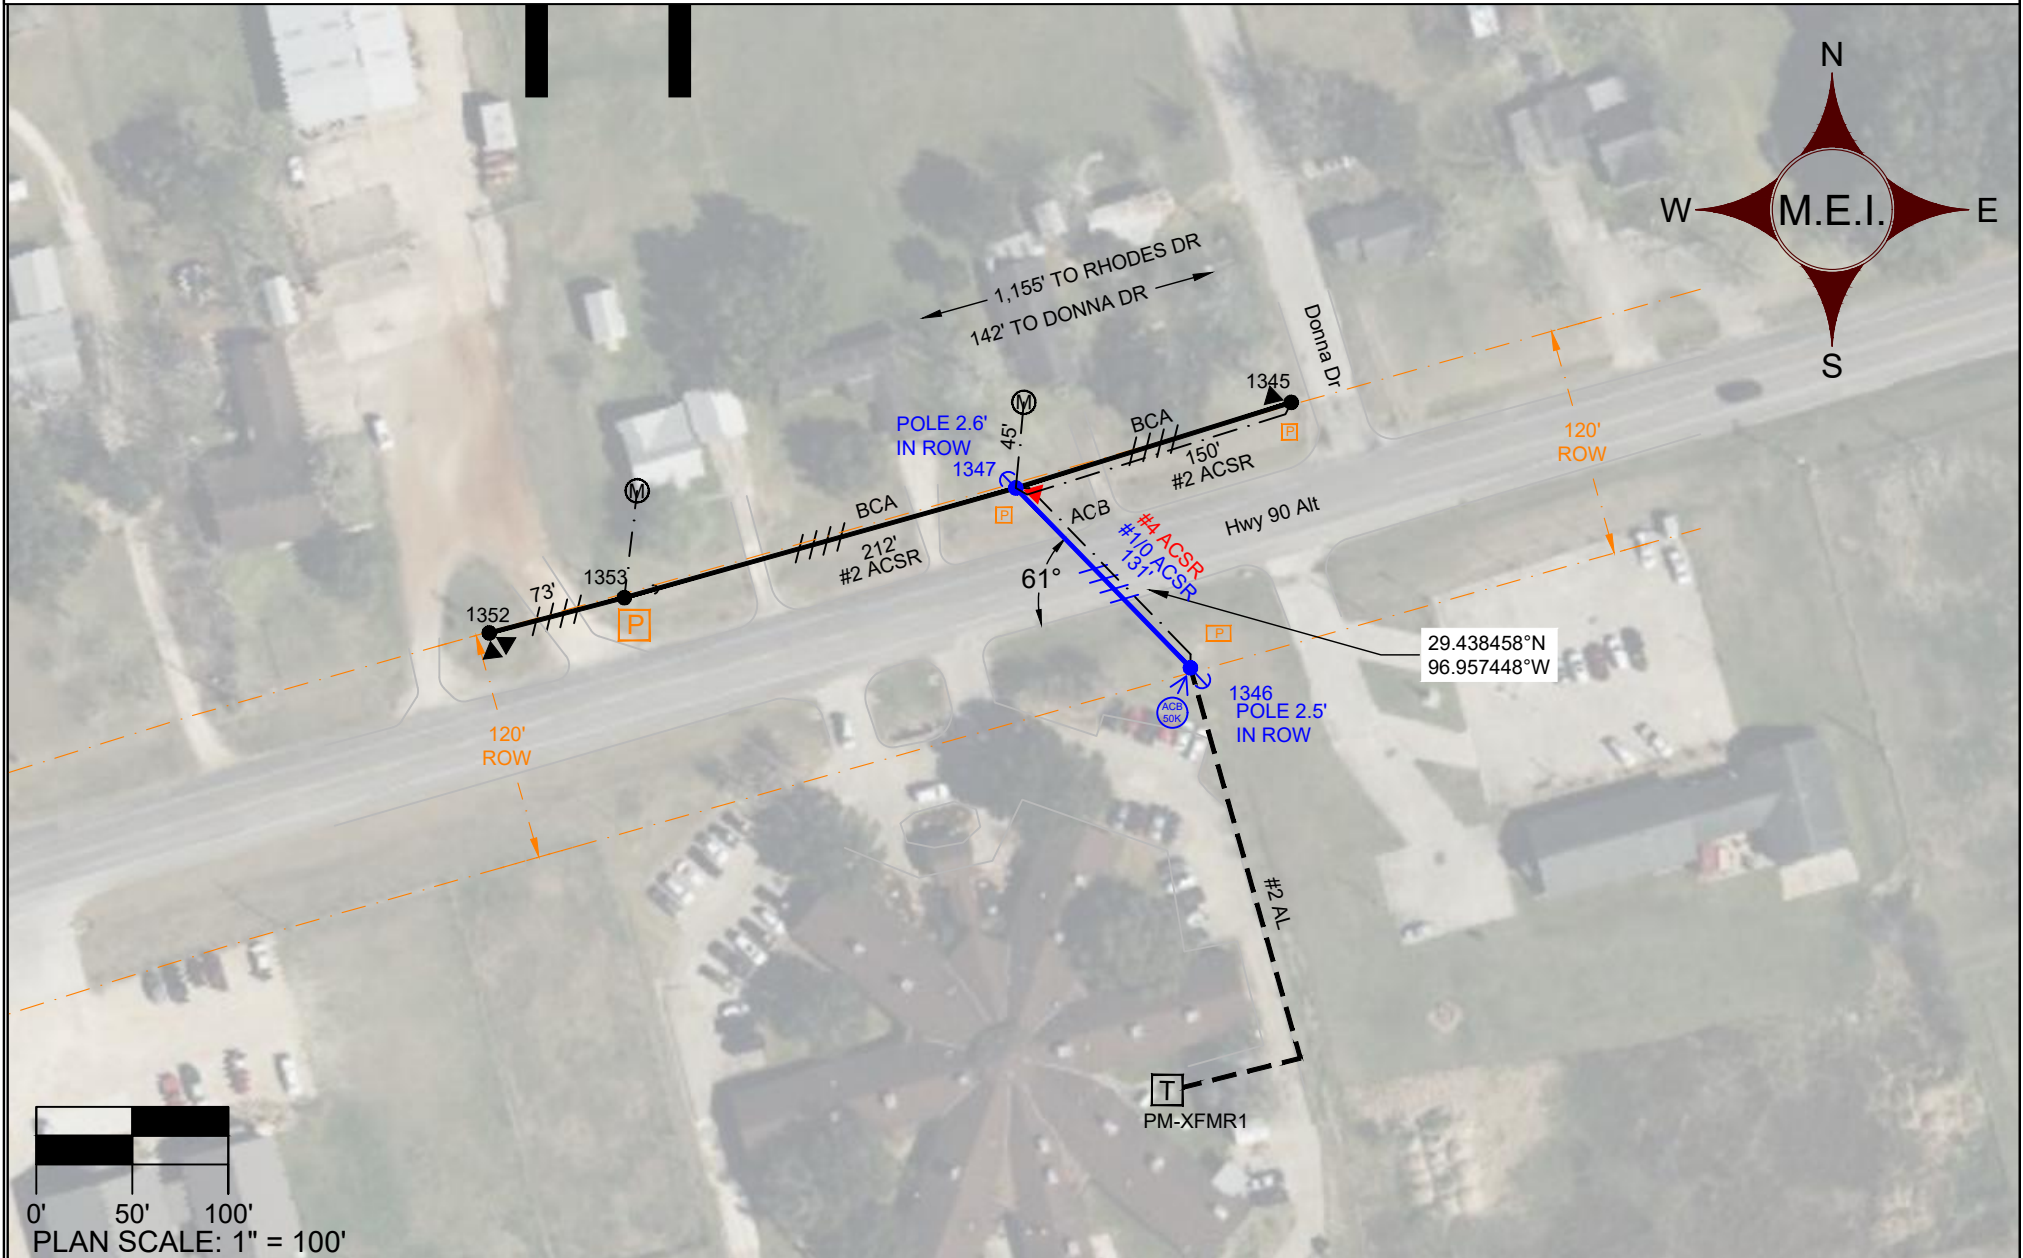 N
W
M.E.I.
E
S
1,155' TO RHODES DR
142' TO DONNA DR
Donna Dr
1345
M
POLE 2.6'
IN ROW
1347
45'
BCA
150'
#2 ACSR
P
120'
ROW
M
BCA
212'
#2 ACSR
P
ACB
#4 ACSR
#1/0 ACSR
131'
Hwy 90 Alt
61°
1353
73'
1352
P
P
29.438458°N
96.957448°W
120'
ROW
ACB
50K
1346
POLE 2.5'
IN ROW
#2 AL
T
PM-XFMR1
0' 50' 100'
PLAN SCALE: 1" = 100'